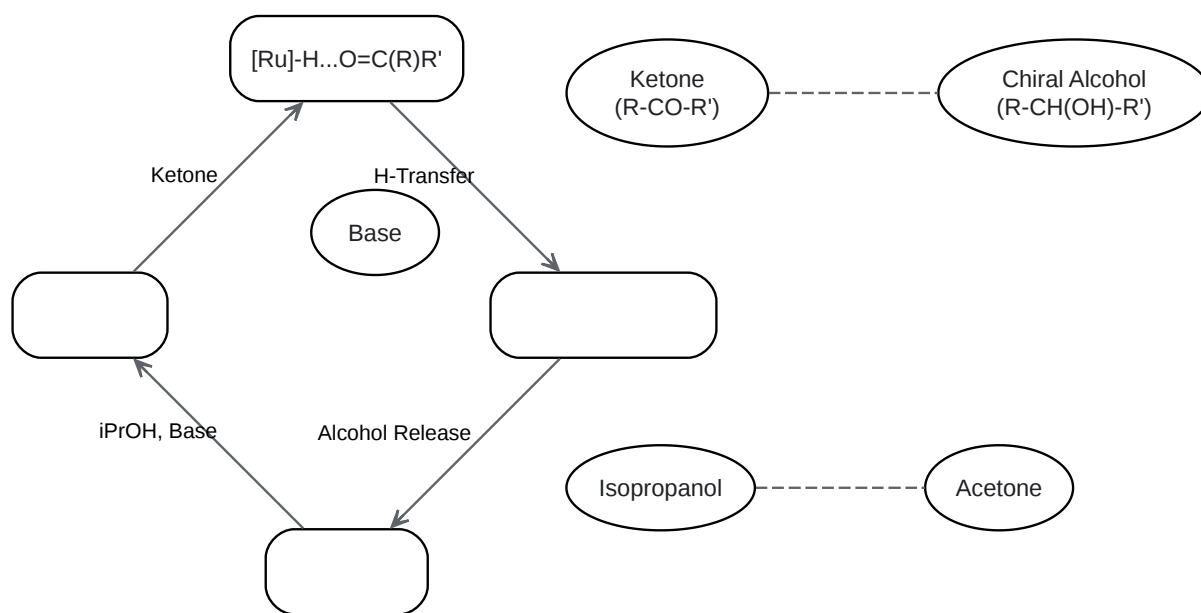 [Ru]-H...O=C(R)R'
Ketone
(R-CO-R')
Chiral Alcohol
(R-CH(OH)-R')
Ketone
H-Transfer
Base
iPrOH, Base
Alcohol Release
Isopropanol
Acetone